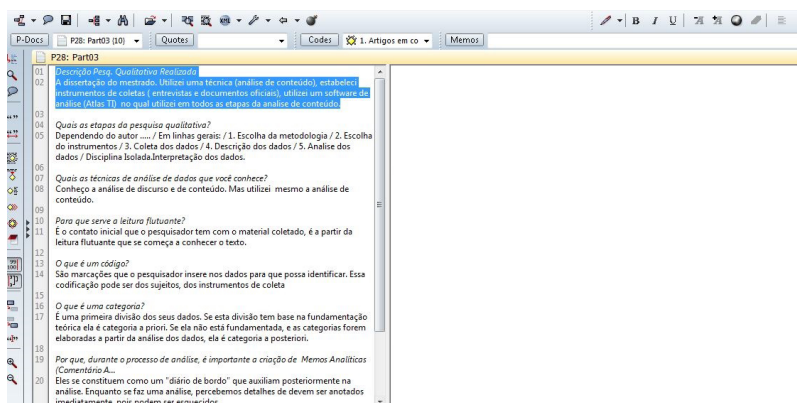 B I U
P-Docs P28: Part03 (10) Quotes Codes 1. Artigos em co Memos
P28: Part03
01 Descrição Pesq. Qualitativa Realizada
02 A dissertação do mestrado. Utilizei uma técnica (análise de conteúdo), estabeleci
instrumentos de coletas ( entrevistas e documentos oficiais), utilizei um software de
análise (Atlas TI) no qual utilizei em todos as etapas da analise de conteúdo.
03
04 Quais as etapas da pesquisa qualitativa?
05 Dependendo do autor ..... / Em linhas gerais: / 1. Escolha da metodologia / 2. Escolha
do instrumentos / 3. Coleta dos dados / 4. Descrição dos dados / 5. Analise dos
dados / Disciplina Isolada.Interpretação dos dados.
06
07 Quais as técnicas de análise de dados que você conhece?
08 Conheço a análise de discurso e de conteúdo. Mas utilizei mesmo a análise de
conteúdo.
09
10 Para que serve a leitura flutuante?
11 É o contato inicial que o pesquisador tem com o material coletado, é a partir da
leitura flutuante que se começa a conhecer o texto.
12
13 O que é um código?
14 São marcações que o pesquisador insere nos dados para que possa identificar. Essa
codificação pode ser dos sujeitos, dos instrumentos de coleta
15
16 O que é uma categoria?
17 É uma primeira divisão dos seus dados. Se esta divisão tem base na fundamentação
teórica ela é categoria a priori. Se ela não está fundamentada, e as categorias forem
elaboradas a partir da análise dos dados, ela é categoria a posteriori.
18
19 Por que, durante o processo de análise, é importante a criação de Memos Analíticas
(Comentário A...
20 Eles se constituem como um "diário de bordo" que auxiliam posteriormente na
análise. Enquanto se faz uma análise, percebemos detalhes de devem ser anotados
imediatamente, pois podem ser esquecidos